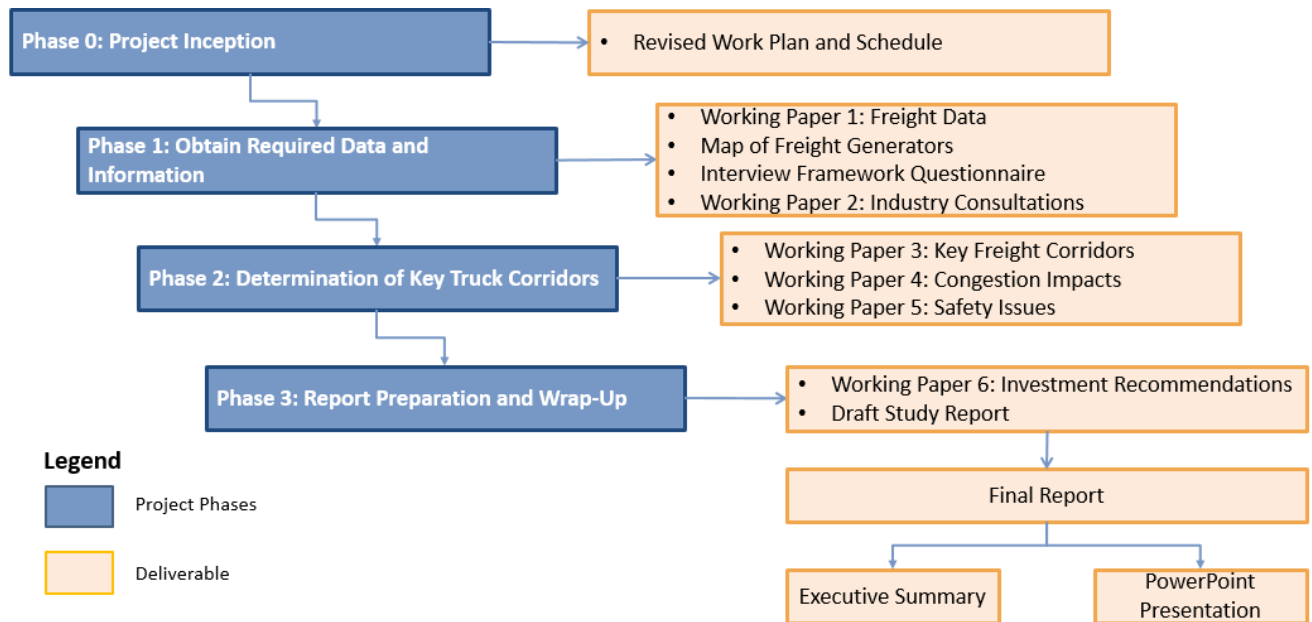 Phase 0: Project Inception
• Revised Work Plan and Schedule
Phase 1: Obtain Required Data and
Information
• Working Paper 1: Freight Data
• Map of Freight Generators
• Interview Framework Questionnaire
• Working Paper 2: Industry Consultations
Phase 2: Determination of Key Truck Corridors
• Working Paper 3: Key Freight Corridors
• Working Paper 4: Congestion Impacts
• Working Paper 5: Safety Issues
Phase 3: Report Preparation and Wrap-Up
• Working Paper 6: Investment Recommendations
• Draft Study Report
Final Report
Executive Summary
PowerPoint
Presentation
Legend
Project Phases
Deliverable